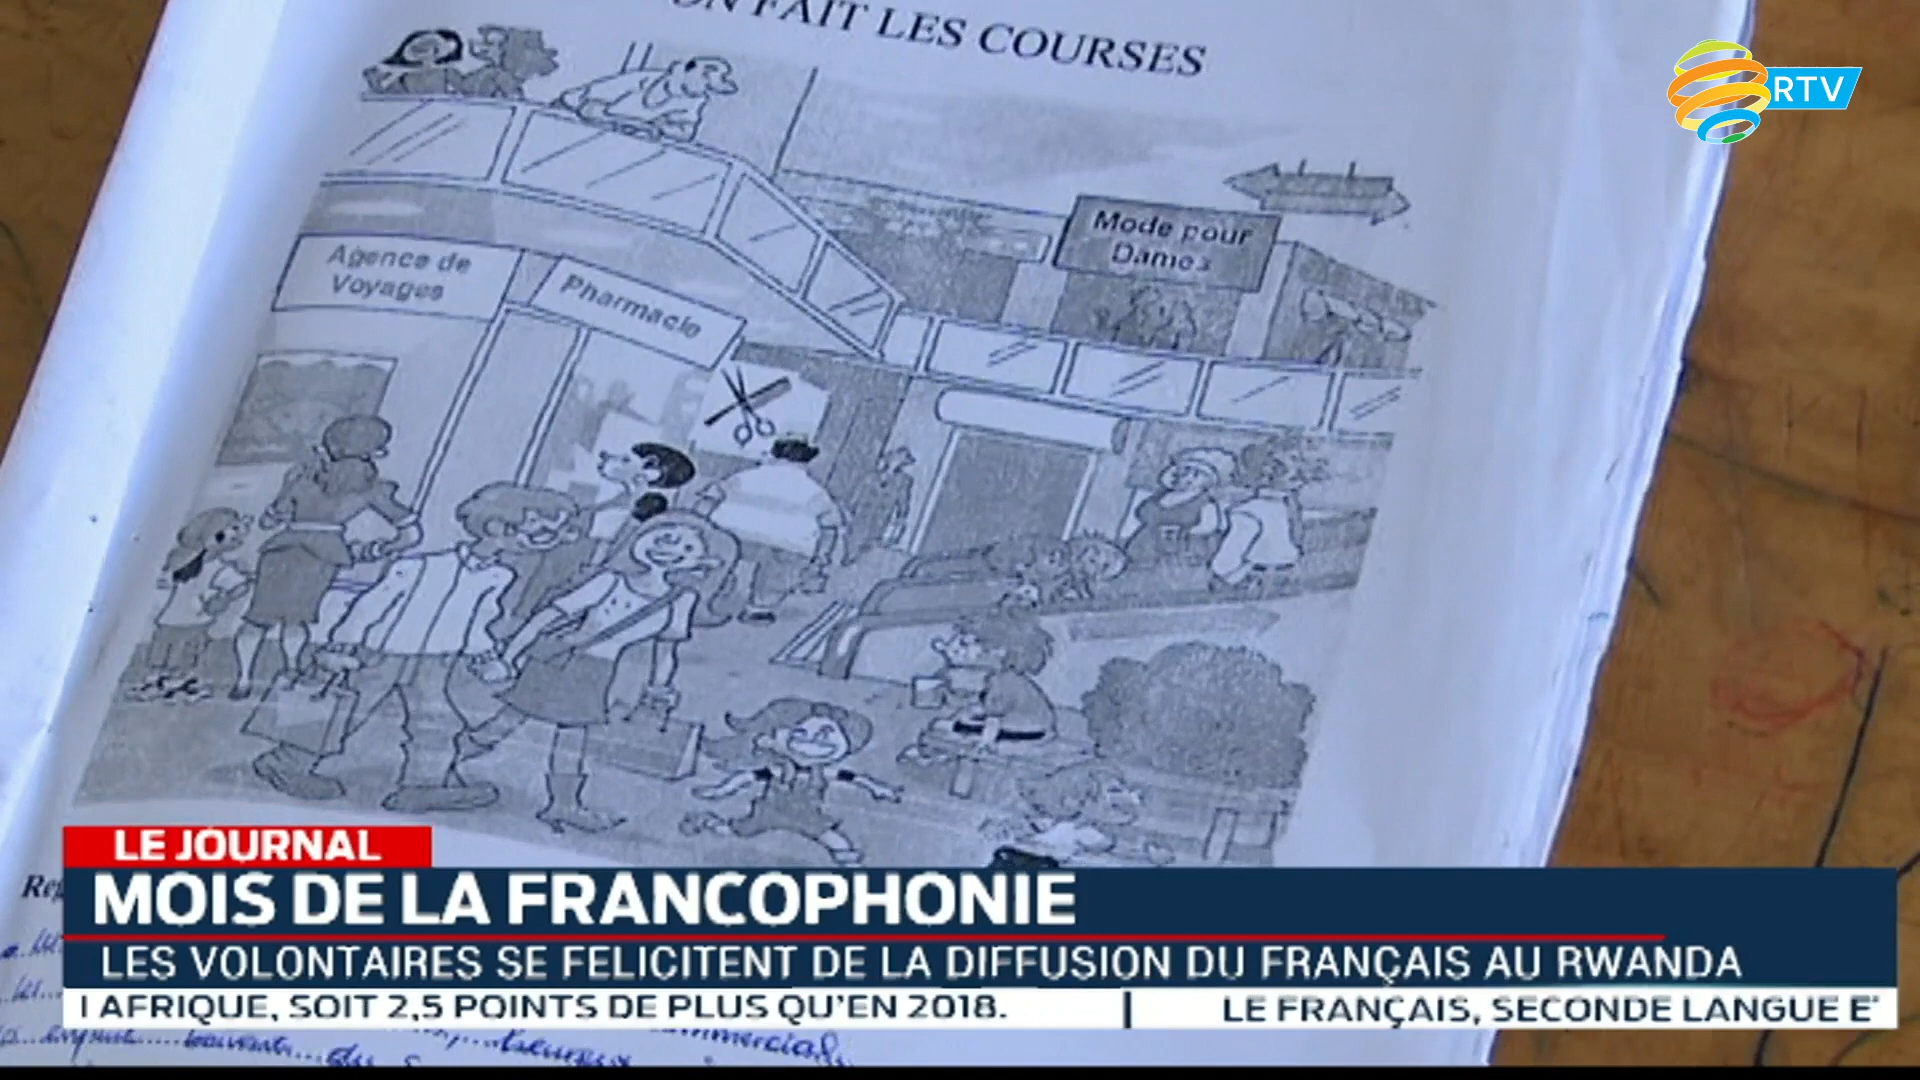 ON FAIT LES COURSES
RTV
Mode pour
Dames
Agence de
Voyages
Pharmacie
LE JOURNAL
MOIS DE LA FRANCOPHONIE
LES VOLONTAIRES SE FELICITENT DE LA DIFFUSION DU FRANÇAIS AU RWANDA
AFRIQUE, SOIT 2,5 POINTS DE PLUS QU'EN 2018. | LE FRANÇAIS, SECONDE LANGUE